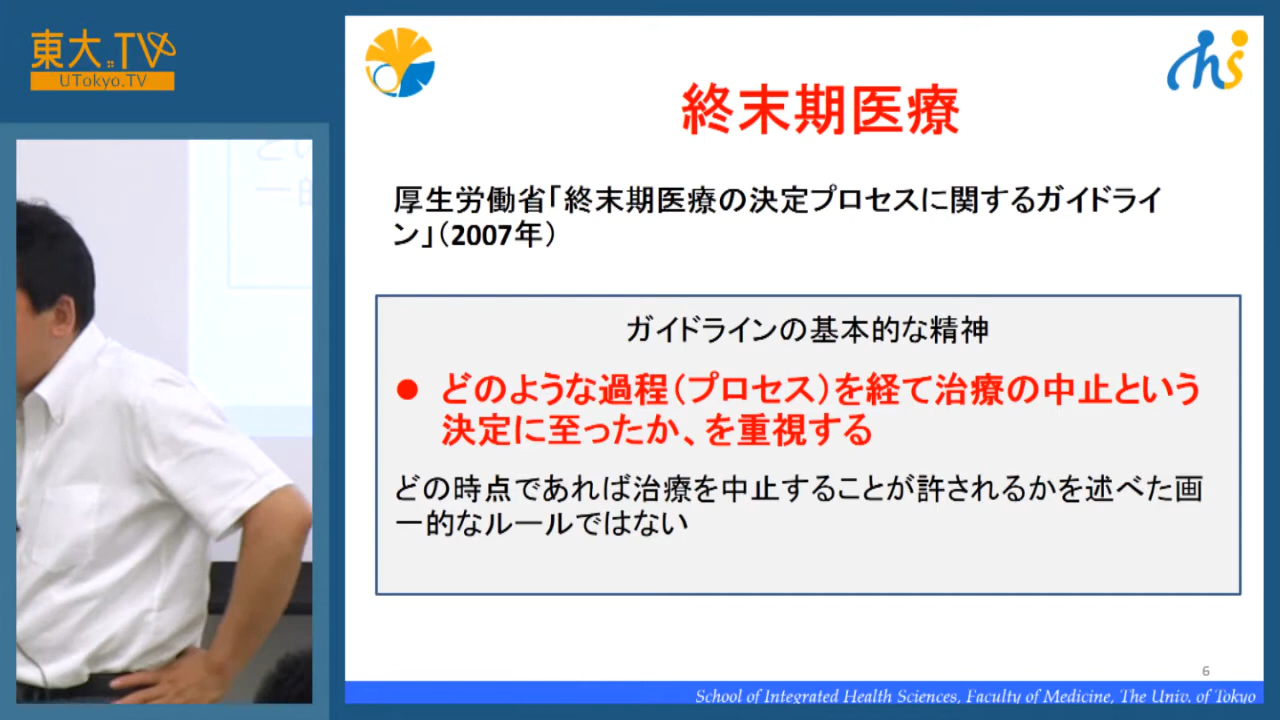 東大.TV
UTokyo.TV
終末期医療
厚生労働省「終末期医療の決定プロセスに関するガイドライ
ン」（2007年）
ガイドラインの基本的な精神
● どのような過程（プロセス）を経て治療の中止という
決定に至ったか、を重視する
どの時点であれば治療を中止することが許されるかを述べた画
一的なルールではない
6
School of Integrated Health Sciences, Faculty of Medicine, The Univ. of Tokyo